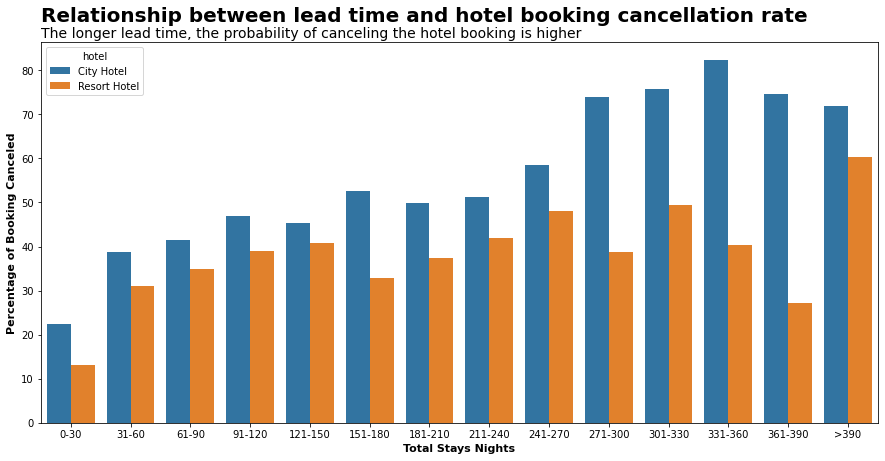 Relationship between lead time and hotel booking cancellation rate
The longer lead time, the probability of canceling the hotel booking is higher
hotel
City Hotel
Resort Hotel
Percentage of Booking Canceled
80
70
60
50
40
30
20
10
0
0-30 31-60 61-90 91-120 121-150 151-180 181-210 211-240 241-270 271-300 301-330 331-360 361-390 >390
Total Stays Nights